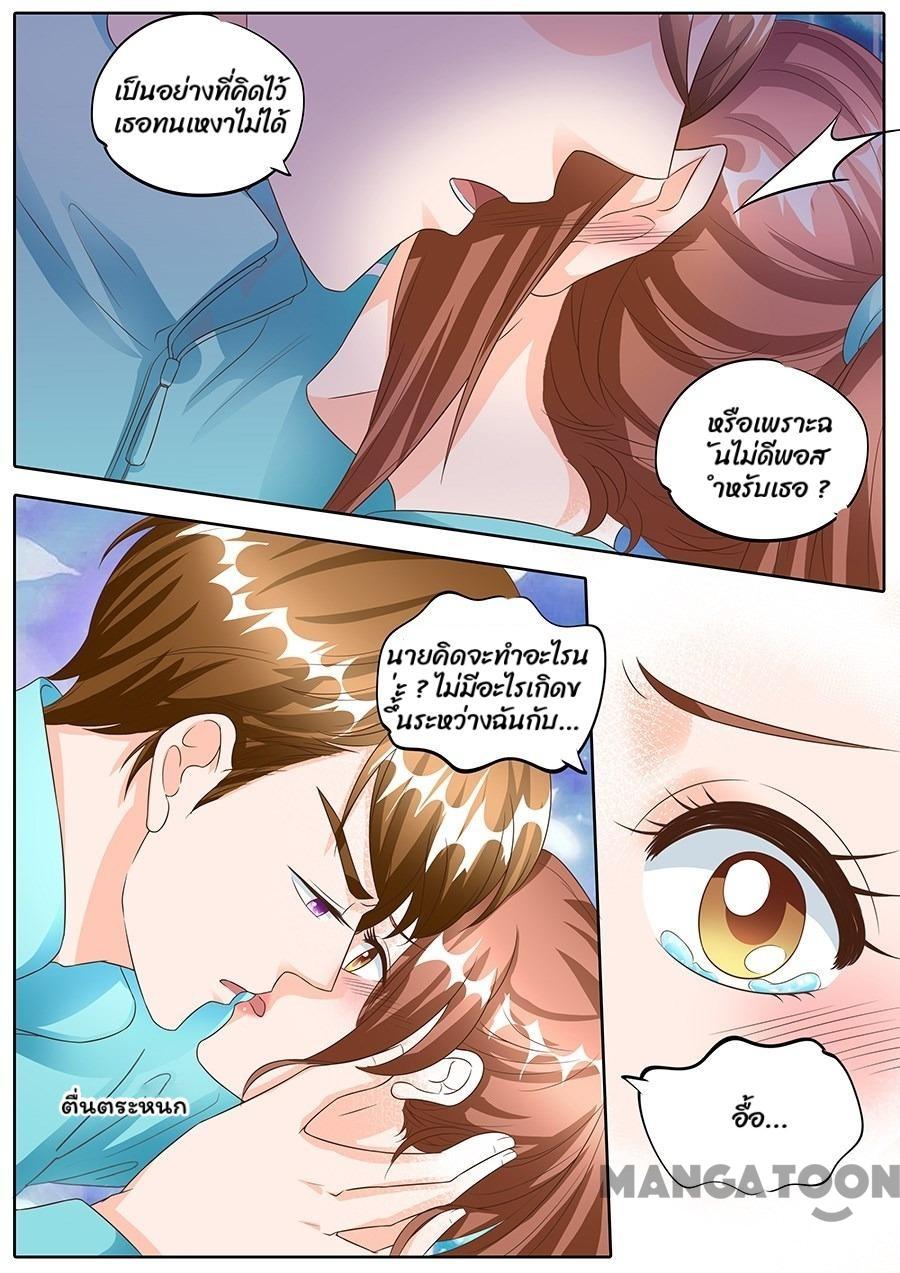 เป็นอย่างที่คิดไว้
เธอทนเหงาไม่ได้
หรือเพราะฉ
ันไม่ดีพอส
ำหรับเธอ ?
นายคิดจะทำอะไรน
่ะ ? ไม่มีอะไรเกิดข
ึ้นระหว่างฉันกับ...
ตื่นตระหนก
อื้อ...
MANGATOON